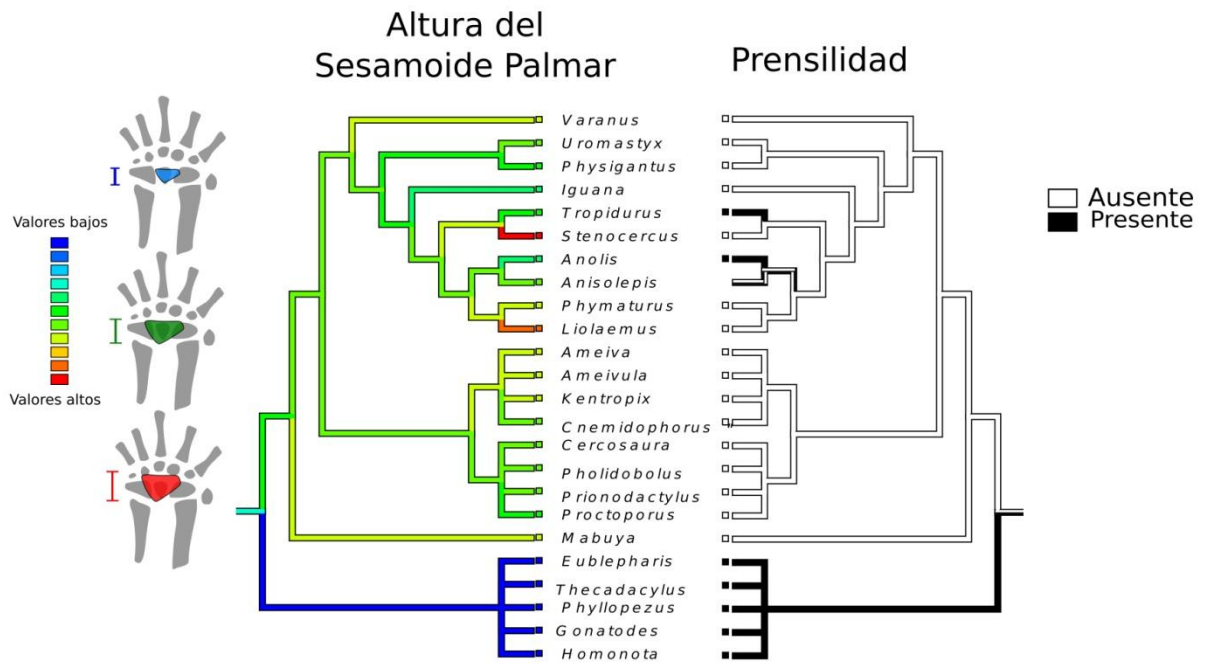 Altura del
Sesamoide Palmar
Prensilidad
Valores bajos
Valores altos
Varanus
Uromastyx
Physigantus
Iguana
Tropidurus
Stenocercus
Anolis
Anisolepis
Phymaturus
Liolaemus
Ameiva
Ameivula
Kentropix
Cnemidophorus "
Cercosaura
Pholidobolus
Prionodactylus
Proctoporus
Mabuya
Eublepharis
Thecadacylus
Phyllopezus
Gonatodes
Homonota
Ausente
Presente